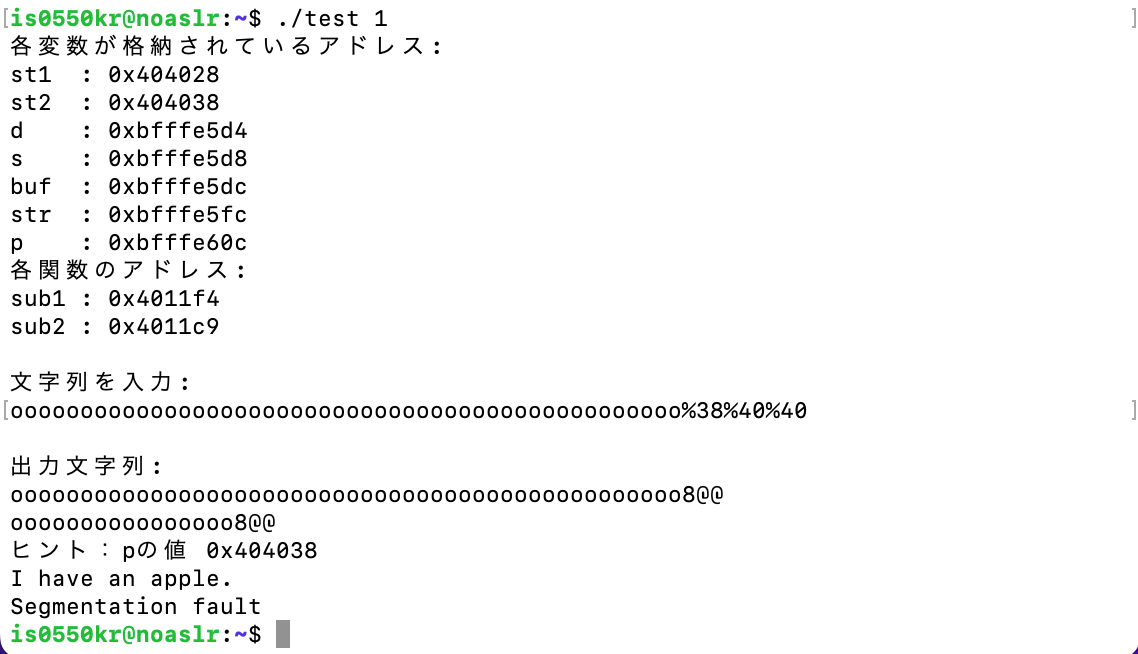 [is0550kr@noaslr:~$ ./test 1 ]
各変数が格納されているアドレス:
st1  : 0x404028
st2  : 0x404038
d    : 0xbfffe5d4
s    : 0xbfffe5d8
buf  : 0xbfffe5dc
str  : 0xbfffe5fc
p    : 0xbfffe60c
各関数のアドレス:
sub1 : 0x4011f4
sub2 : 0x4011c9
文字列を入力:
[oooooooooooooooooooooooooooooooooooooooooooooooo%38%40%40 ]
出力文字列:
oooooooooooooooooooooooooooooooooooooooooooooooo8@@
oooooooooooooooo8@@
ヒント：pの値 0x404038
I have an apple.
Segmentation fault
is0550kr@noaslr:~$